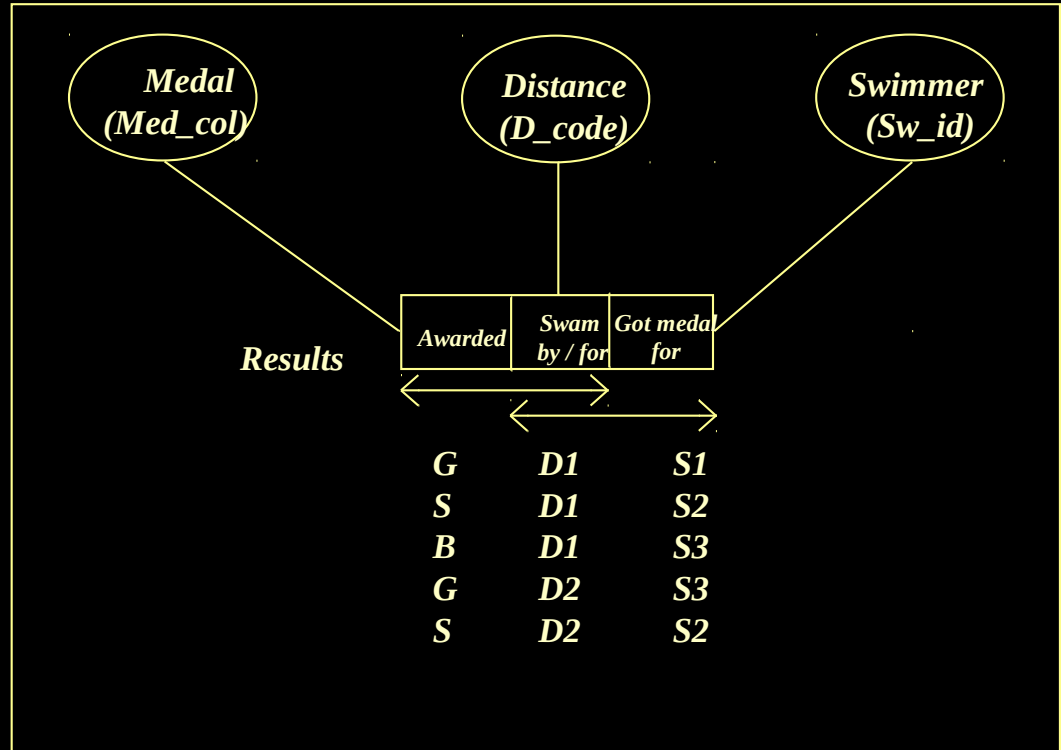 Medal
(Med_col)
Distance
(D_code)
Swimmer
(Sw_id)
Results
Awarded
Swam
by / for
Got medal
for
G D1 S1
S D1 S2
B D1 S3
G D2 S3
S D2 S2